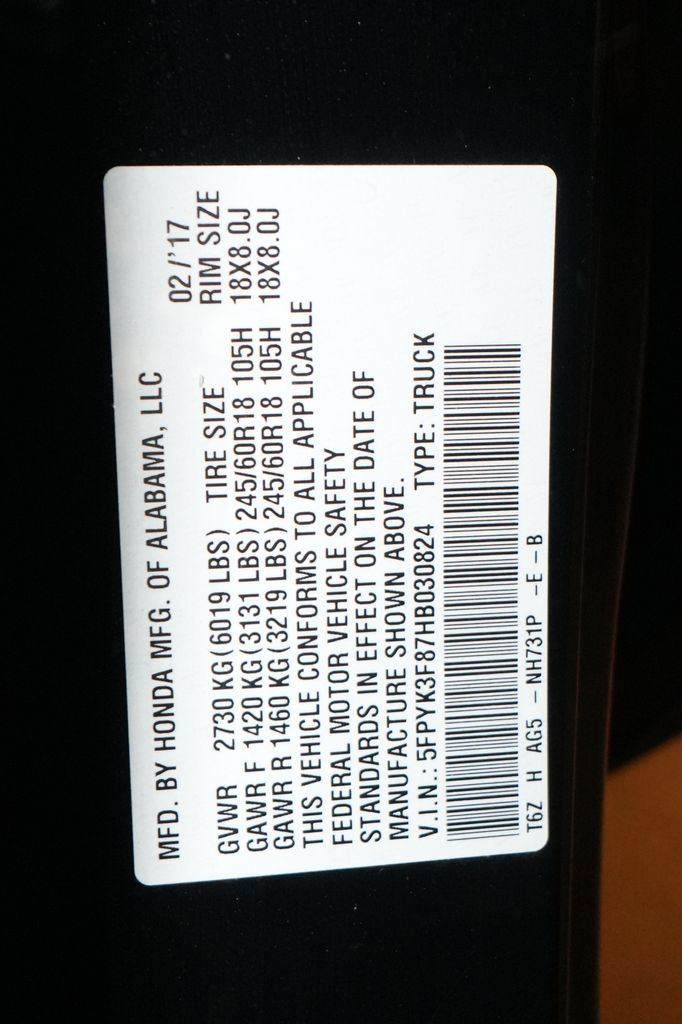 MFD. BY HONDA MFG. OF ALABAMA, LLC
02/'17
GVWR 2730 KG(6019 LBS) TIRE SIZE RIM SIZE
GAWR F 1420 KG(3131 LBS) 245/60R18 105H 18X8.0J
GAWR R 1460 KG(3219 LBS) 245/60R18 105H 18X8.0J
THIS VEHICLE CONFORMS TO ALL APPLICABLE
FEDERAL MOTOR VEHICLE SAFETY
STANDARDS IN EFFECT ON THE DATE OF
MANUFACTURE SHOWN ABOVE.
V.I.N.: 5FPYK3F87HB030824 TYPE: TRUCK
T6Z H AG5 - NH731P -E-B